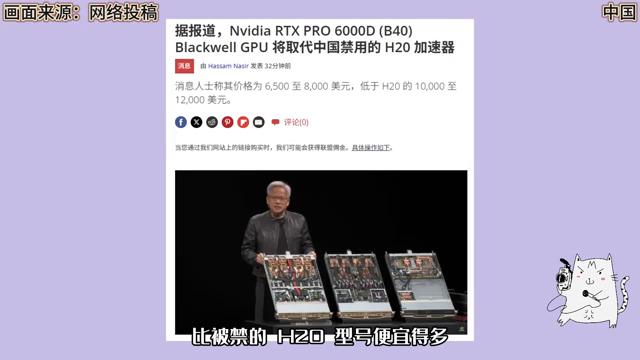 画面来源：网络投稿
中国
据报道，Nvidia RTX PRO 6000D (B40)
Blackwell GPU 将取代中国禁用的 H20 加速器
消息
由 Hassam Nasir 发表 32分钟前
消息人士称其价格为 6,500 至 8,000 美元，低于 H20 的 10,000 至
12,000 美元。
评论(0)
当您通过我们网站上的链接购买时，我们可能会获得联盟佣金。具体操作如下。
比被禁的 H20 型号便宜得多